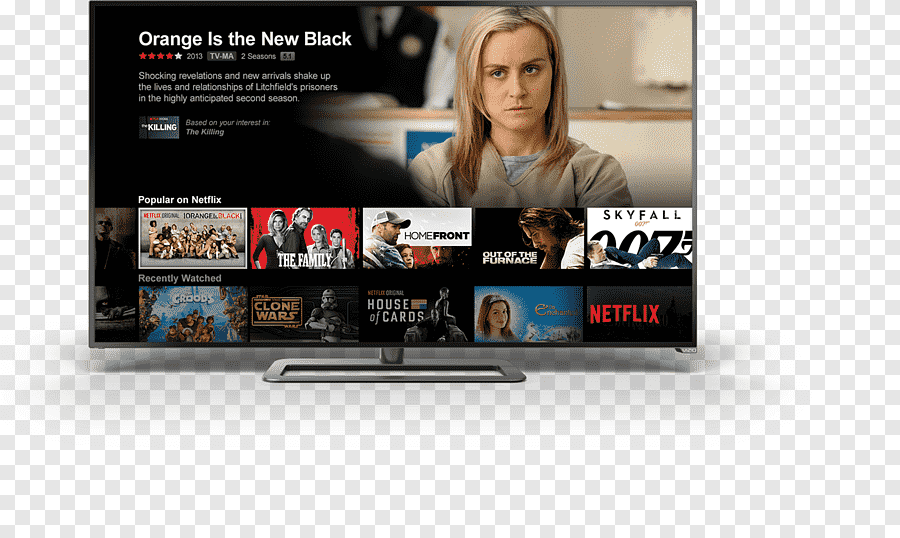 Orange Is the New Black
2013 TV-MA 2 Seasons 5.1
Shocking revelations and new arrivals shake up
the lives and relationships of Litchfield's prisoners
in the highly anticipated second season.
the KILLING
Based on your interest in:
The Killing
Popular on Netflix
NETFLIX ORIGINAL ORANGE IS the NEW BLACK
THE FAMILY
HOMEFRONT
OUT OF THE
FURNACE
SKYFALL
007
Recently Watched
THE CROODS
STAR WARS
CLONE
WARS
NETFLIX ORIGINAL
HOUSE
of CARDS
Enchanted
NETFLIX
VIZIO